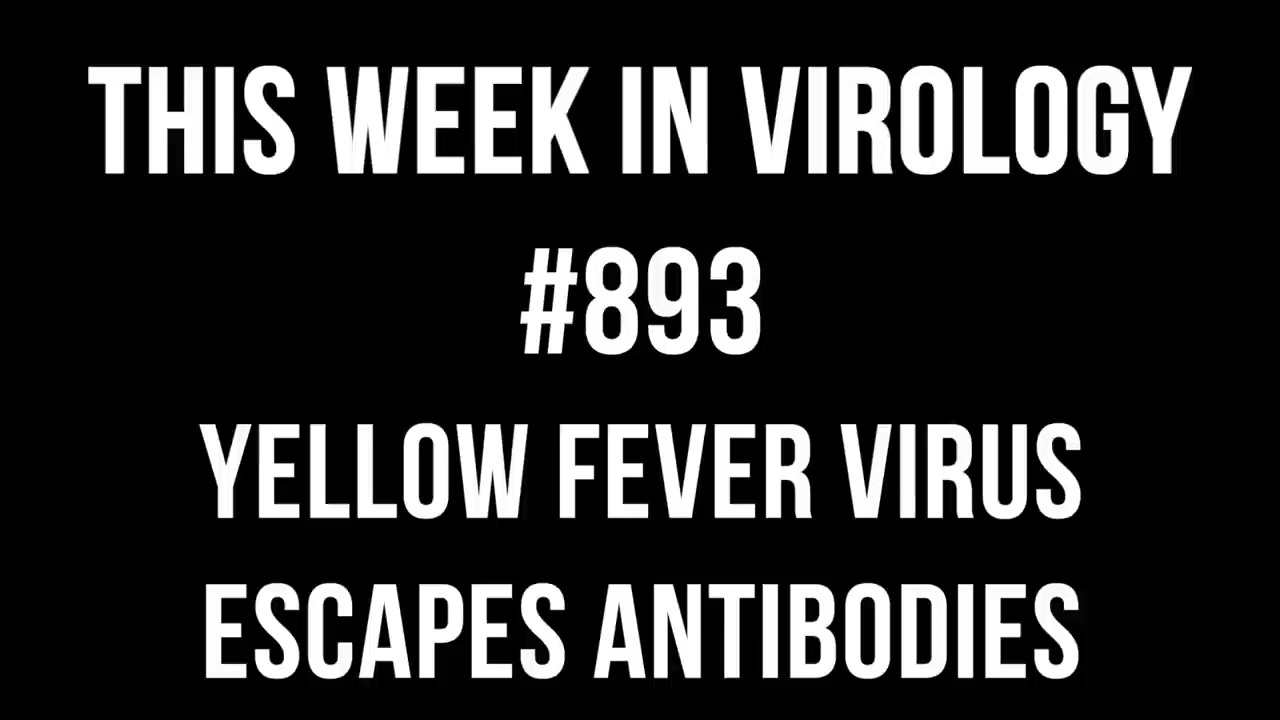 THIS WEEK IN VIROLOGY
#893
YELLOW FEVER VIRUS
ESCAPES ANTIBODIES